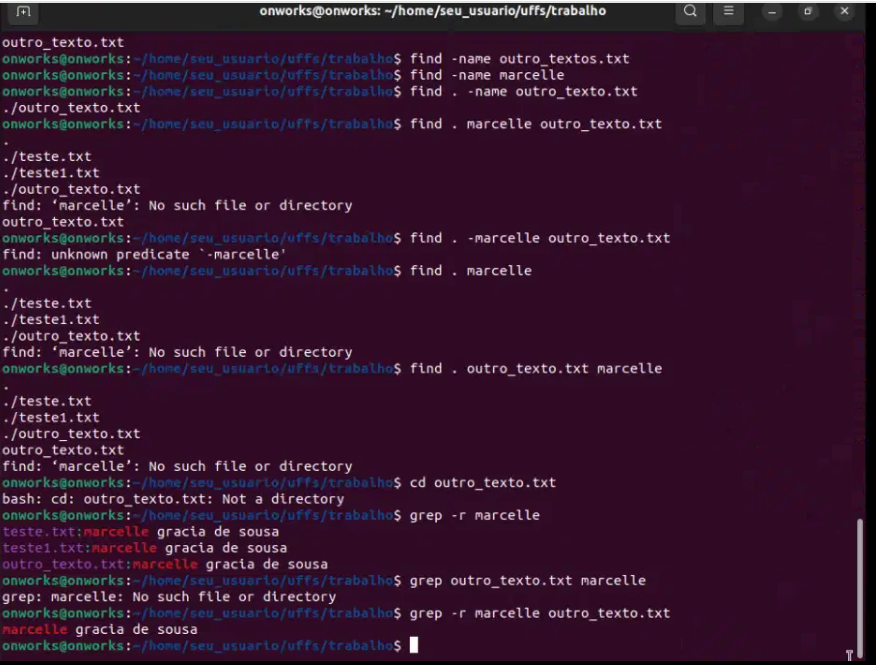 onworks@onworks: ~/home/seu_usuario/uffs/trabalho
outro_texto.txt
onworks@onworks:~/home/seu_usuario/uffs/trabalho$ find -name outro_textos.txt
onworks@onworks:~/home/seu_usuario/uffs/trabalho$ find -name marcelle
onworks@onworks:~/home/seu_usuario/uffs/trabalho$ find . -name outro_texto.txt
./outro_texto.txt
onworks@onworks:~/home/seu_usuario/uffs/trabalho$ find . marcelle outro_texto.txt
.
./teste.txt
./teste1.txt
./outro_texto.txt
find: ‘marcelle’: No such file or directory
outro_texto.txt
onworks@onworks:~/home/seu_usuario/uffs/trabalho$ find . -marcelle outro_texto.txt
find: unknown predicate `-marcelle'
onworks@onworks:~/home/seu_usuario/uffs/trabalho$ find . marcelle
.
./teste.txt
./teste1.txt
./outro_texto.txt
find: ‘marcelle’: No such file or directory
onworks@onworks:~/home/seu_usuario/uffs/trabalho$ find . outro_texto.txt marcelle
.
./teste.txt
./teste1.txt
./outro_texto.txt
outro_texto.txt
find: ‘marcelle’: No such file or directory
onworks@onworks:~/home/seu_usuario/uffs/trabalho$ cd outro_texto.txt
bash: cd: outro_texto.txt: Not a directory
onworks@onworks:~/home/seu_usuario/uffs/trabalho$ grep -r marcelle
teste.txt:marcelle gracia de sousa
teste1.txt:marcelle gracia de sousa
outro_texto.txt:marcelle gracia de sousa
onworks@onworks:~/home/seu_usuario/uffs/trabalho$ grep outro_texto.txt marcelle
grep: marcelle: No such file or directory
onworks@onworks:~/home/seu_usuario/uffs/trabalho$ grep -r marcelle outro_texto.txt
marcelle gracia de sousa
onworks@onworks:~/home/seu_usuario/uffs/trabalho$